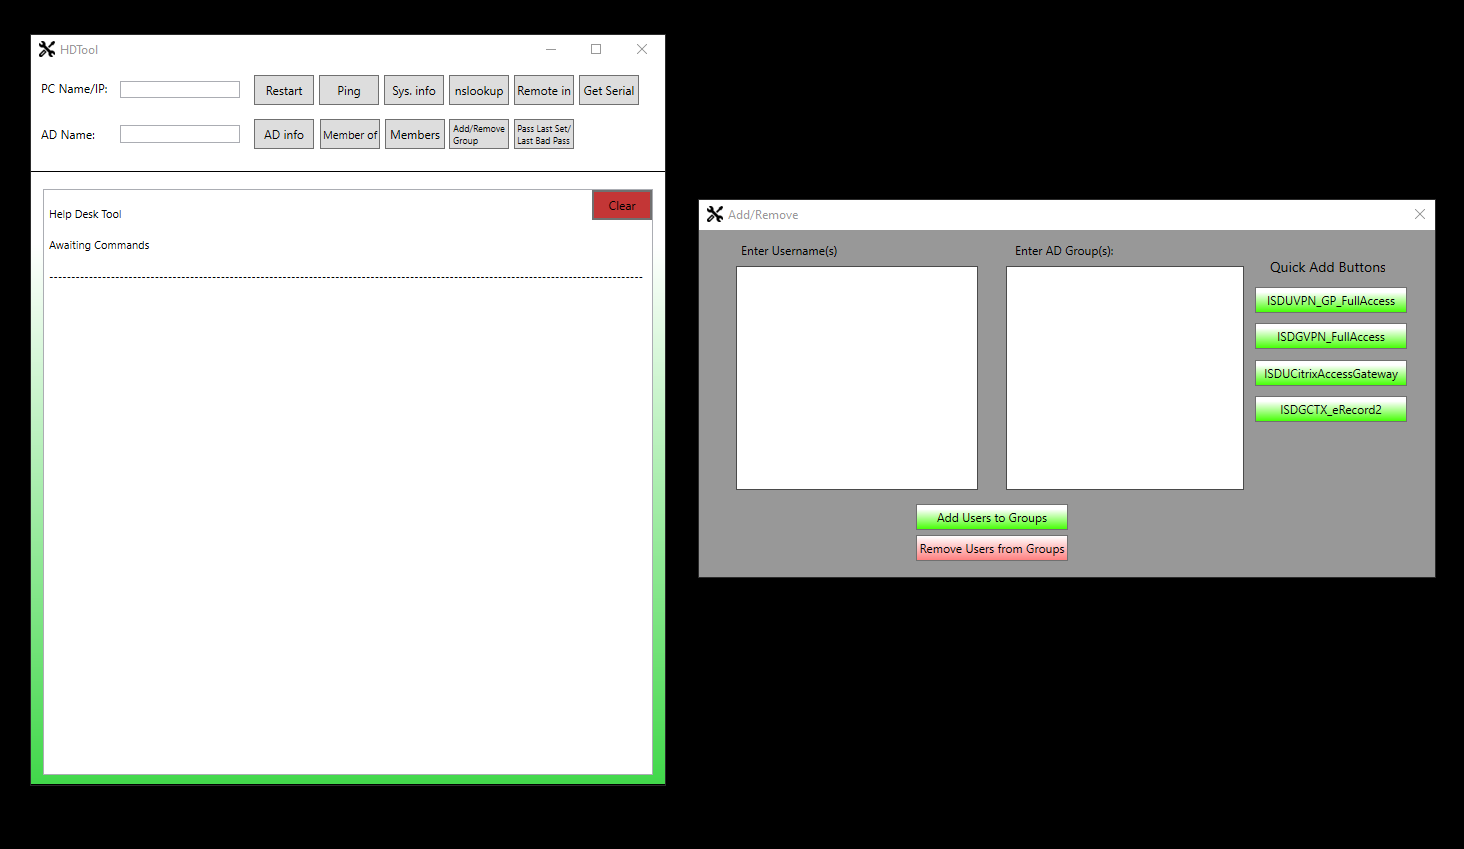 HDTool
PC Name/IP:
Restart
Ping
Sys. info
nslookup
Remote in
Get Serial
AD Name:
AD info
Member of
Members
Add/Remove
Group
Pass Last Set/
Last Bad Pass
Clear
Help Desk Tool
Awaiting Commands
Add/Remove
Enter Username(s)
Enter AD Group(s):
Quick Add Buttons
ISDUVPN_GP_FullAccess
ISDGVPN_FullAccess
ISDUCitrixAccessGateway
ISDGCTX_eRecord2
Add Users to Groups
Remove Users from Groups